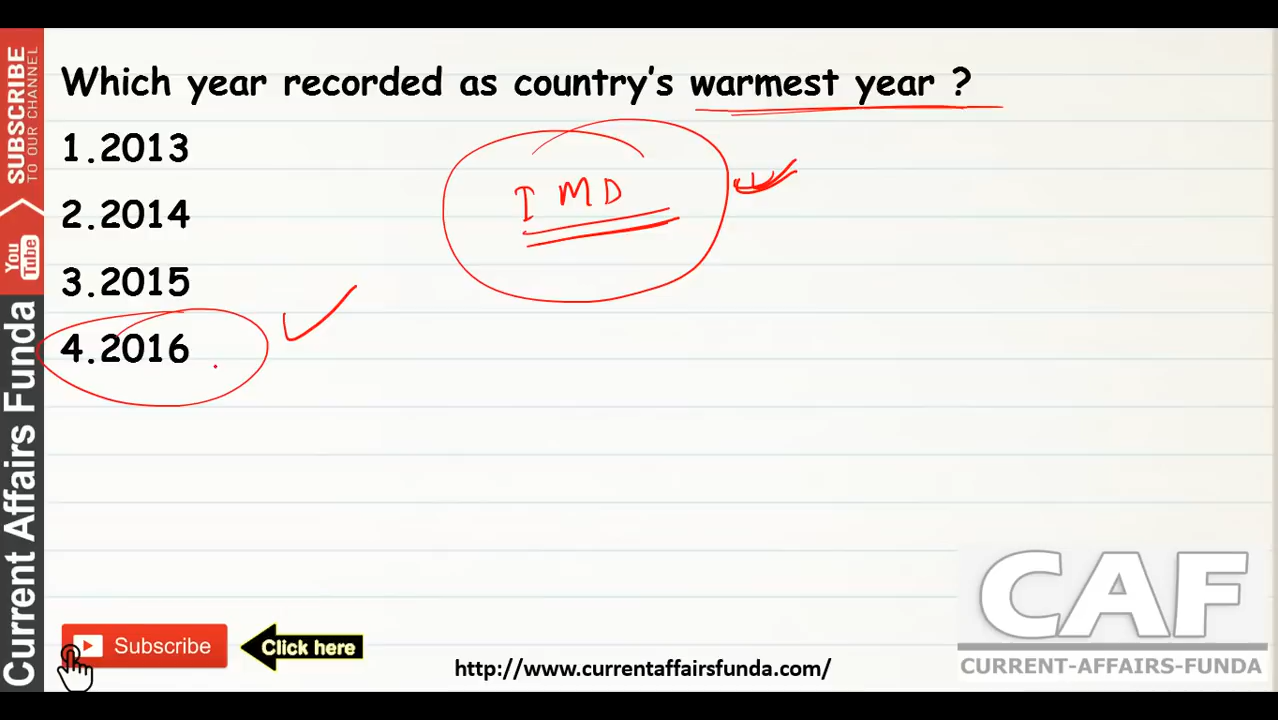 Which year recorded as country's warmest year ?
1.2013
I M D
2.2014
3.2015
4.2016
SUBSCRIBE
TO OUR CHANNEL
You
Tube
Current Affairs Funda
Subscribe
Click here
http://www.currentaffairsfunda.com/
CAF
CURRENT-AFFAIRS-FUNDA